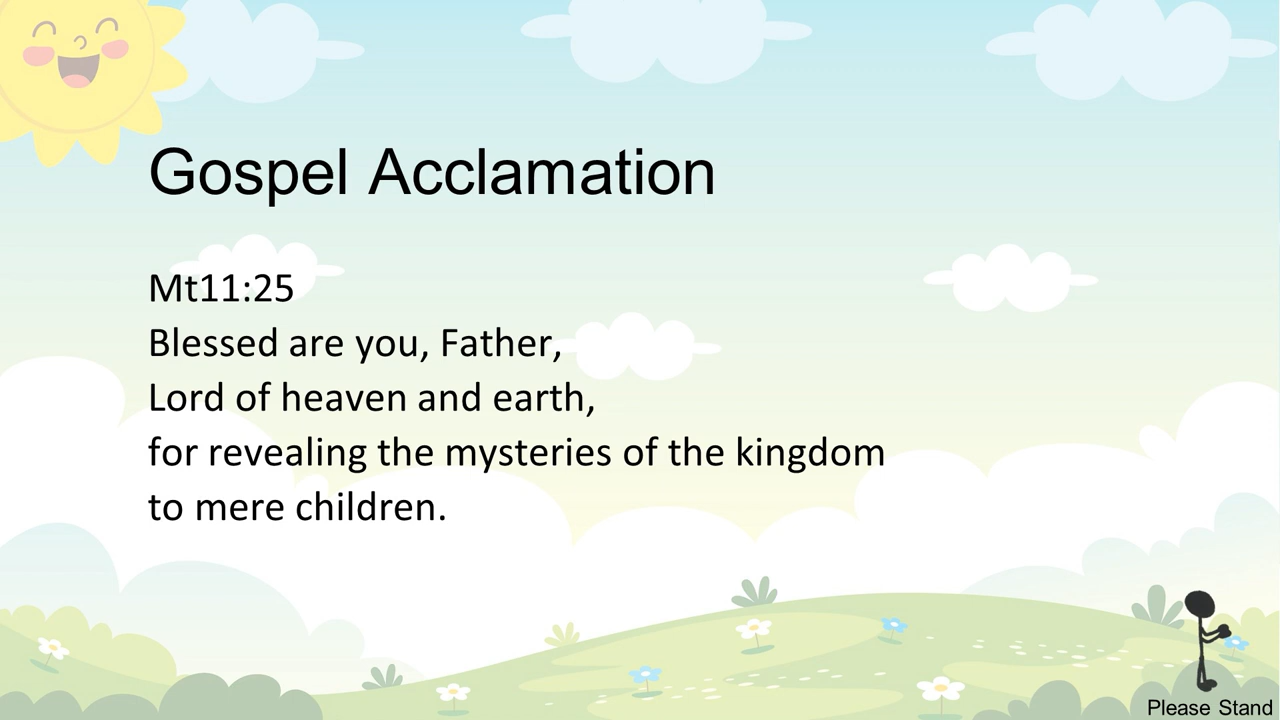 Gospel Acclamation
Mt11:25
Blessed are you, Father,
Lord of heaven and earth,
for revealing the mysteries of the kingdom
to mere children.
Please Stand